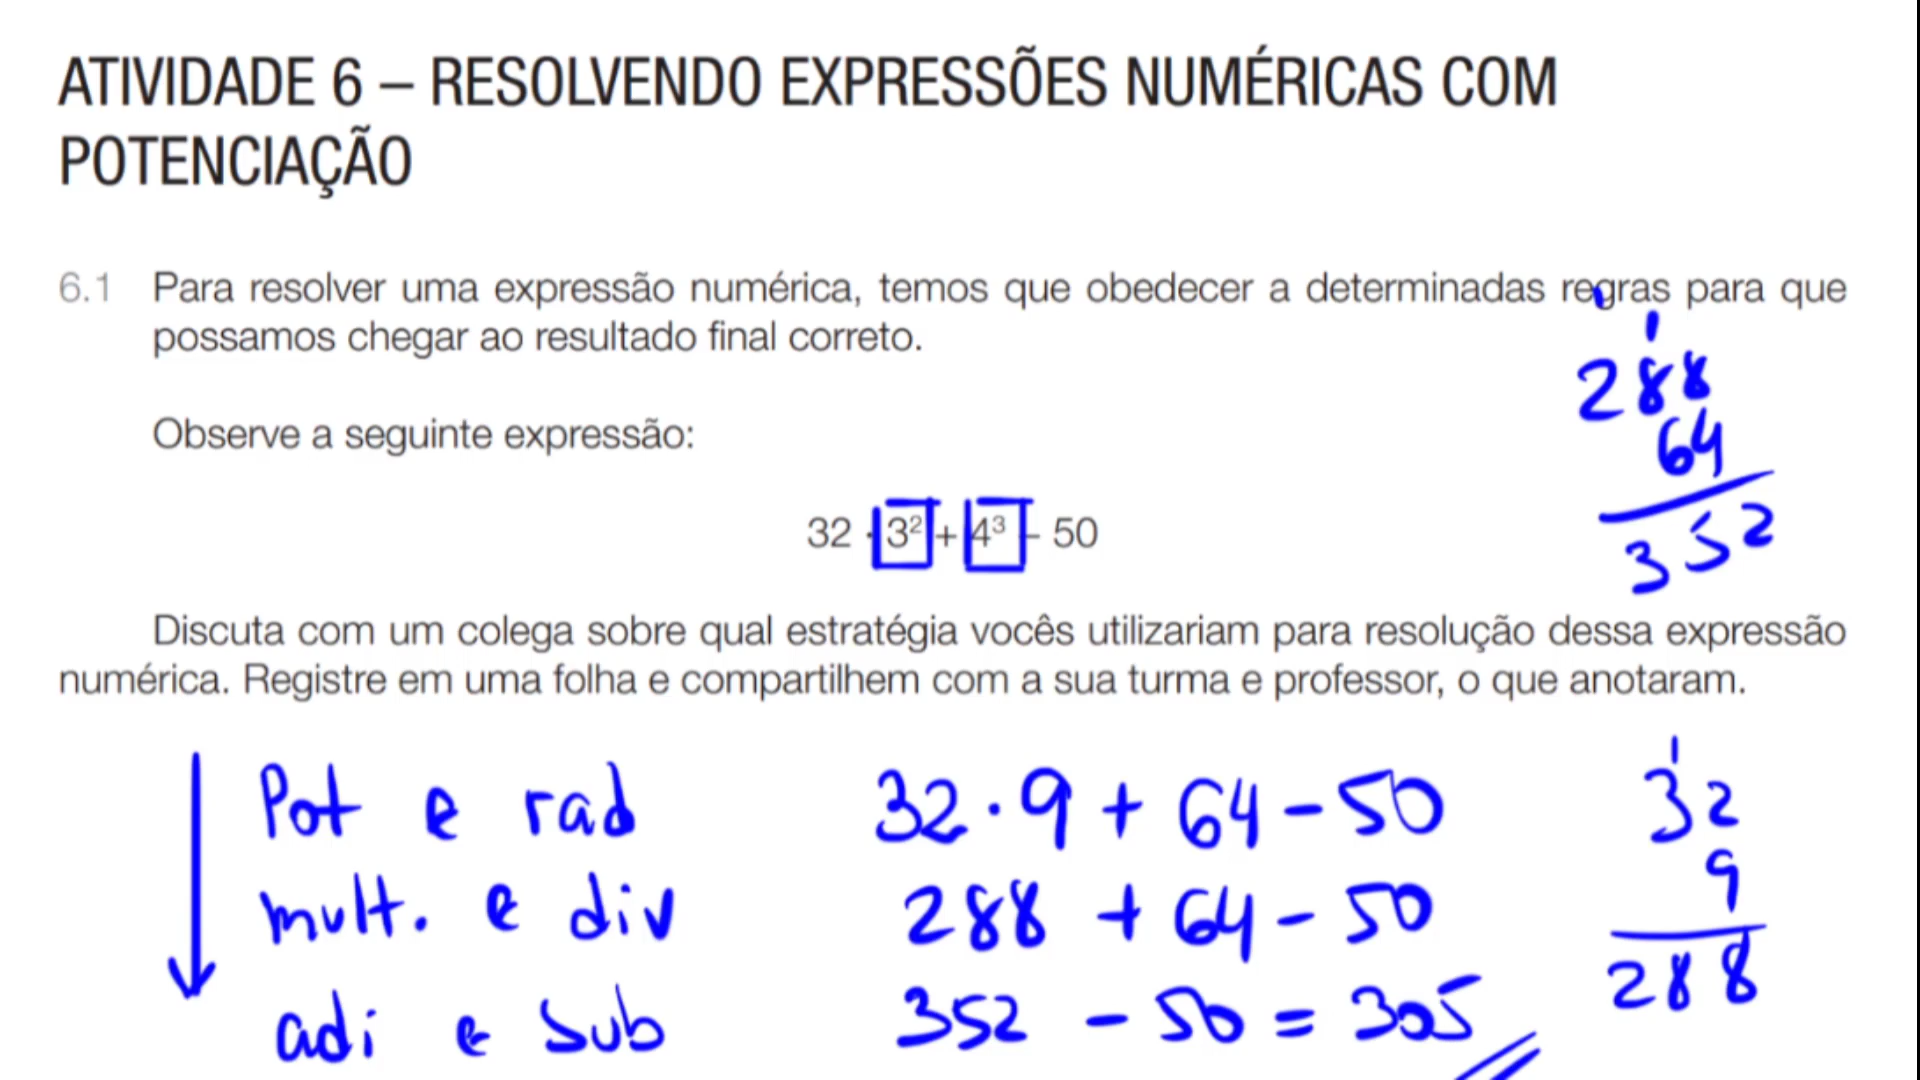 ATIVIDADE 6 – RESOLVENDO EXPRESSÕES NUMÉRICAS COM
POTENCIAÇÃO
6.1 Para resolver uma expressão numérica, temos que obedecer a determinadas regras para que
possamos chegar ao resultado final correto.
Observe a seguinte expressão:
32 · 3² + 4³ – 50
1
288
64
352
Discuta com um colega sobre qual estratégia vocês utilizariam para resolução dessa expressão
numérica. Registre em uma folha e compartilhem com a sua turma e professor, o que anotaram.
Pot e rad
mult. e div
adi e sub
32 · 9 + 64 – 50
288 + 64 – 50
352 – 50 = 305
1
32
9
288